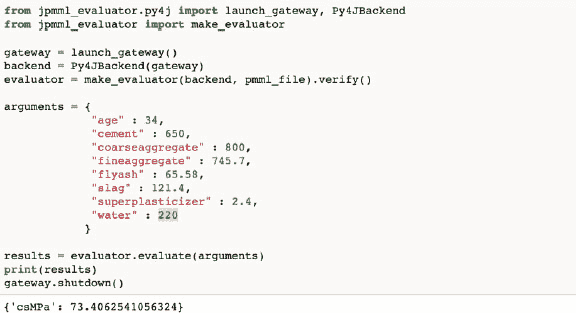 from jpmml_evaluator.py4j import launch_gateway, Py4JBackend
from jpmml_evaluator import make_evaluator
gateway = launch_gateway()
backend = Py4JBackend(gateway)
evaluator = make_evaluator(backend, pmml_file).verify()
arguments = {
"age" : 34,
"cement" : 650,
"coarseaggregate" : 800,
"fineaggregate" : 745.7,
"flyash" : 65.58,
"slag" : 121.4,
"superplasticizer" : 2.4,
"water" : 220
}
results = evaluator.evaluate(arguments)
print(results)
gateway.shutdown()
{'csMPa': 73.4062541056324}